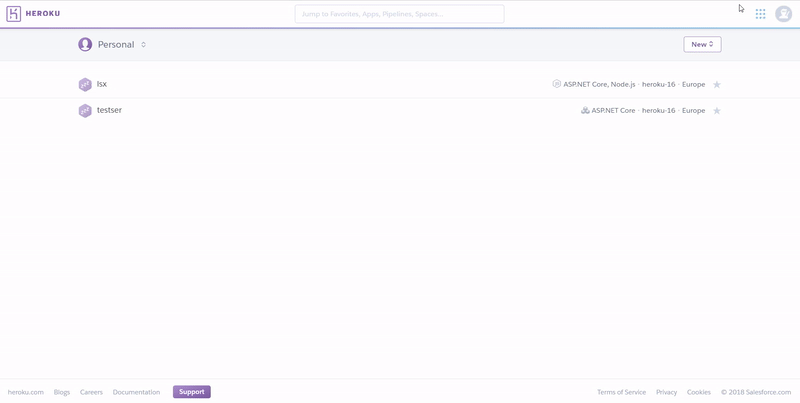 HEROKU
Jump to Favorites, Apps, Pipelines, Spaces...
Personal
New
lsx
ASP.NET Core, Node.js · heroku-16 · Europe
testser
ASP.NET Core · heroku-16 · Europe
heroku.com Blogs Careers Documentation Support
Terms of Service Privacy Cookies © 2018 Salesforce.com